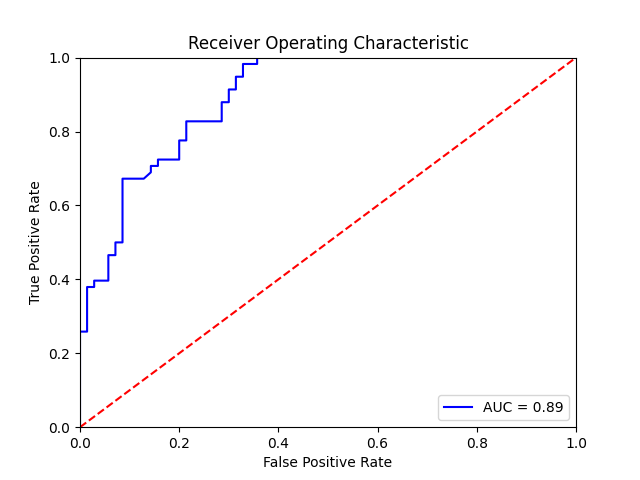 Receiver Operating Characteristic
True Positive Rate
1.0
0.8
0.6
0.4
0.2
0.0
AUC = 0.89
0.0 0.2 0.4 0.6 0.8 1.0
False Positive Rate